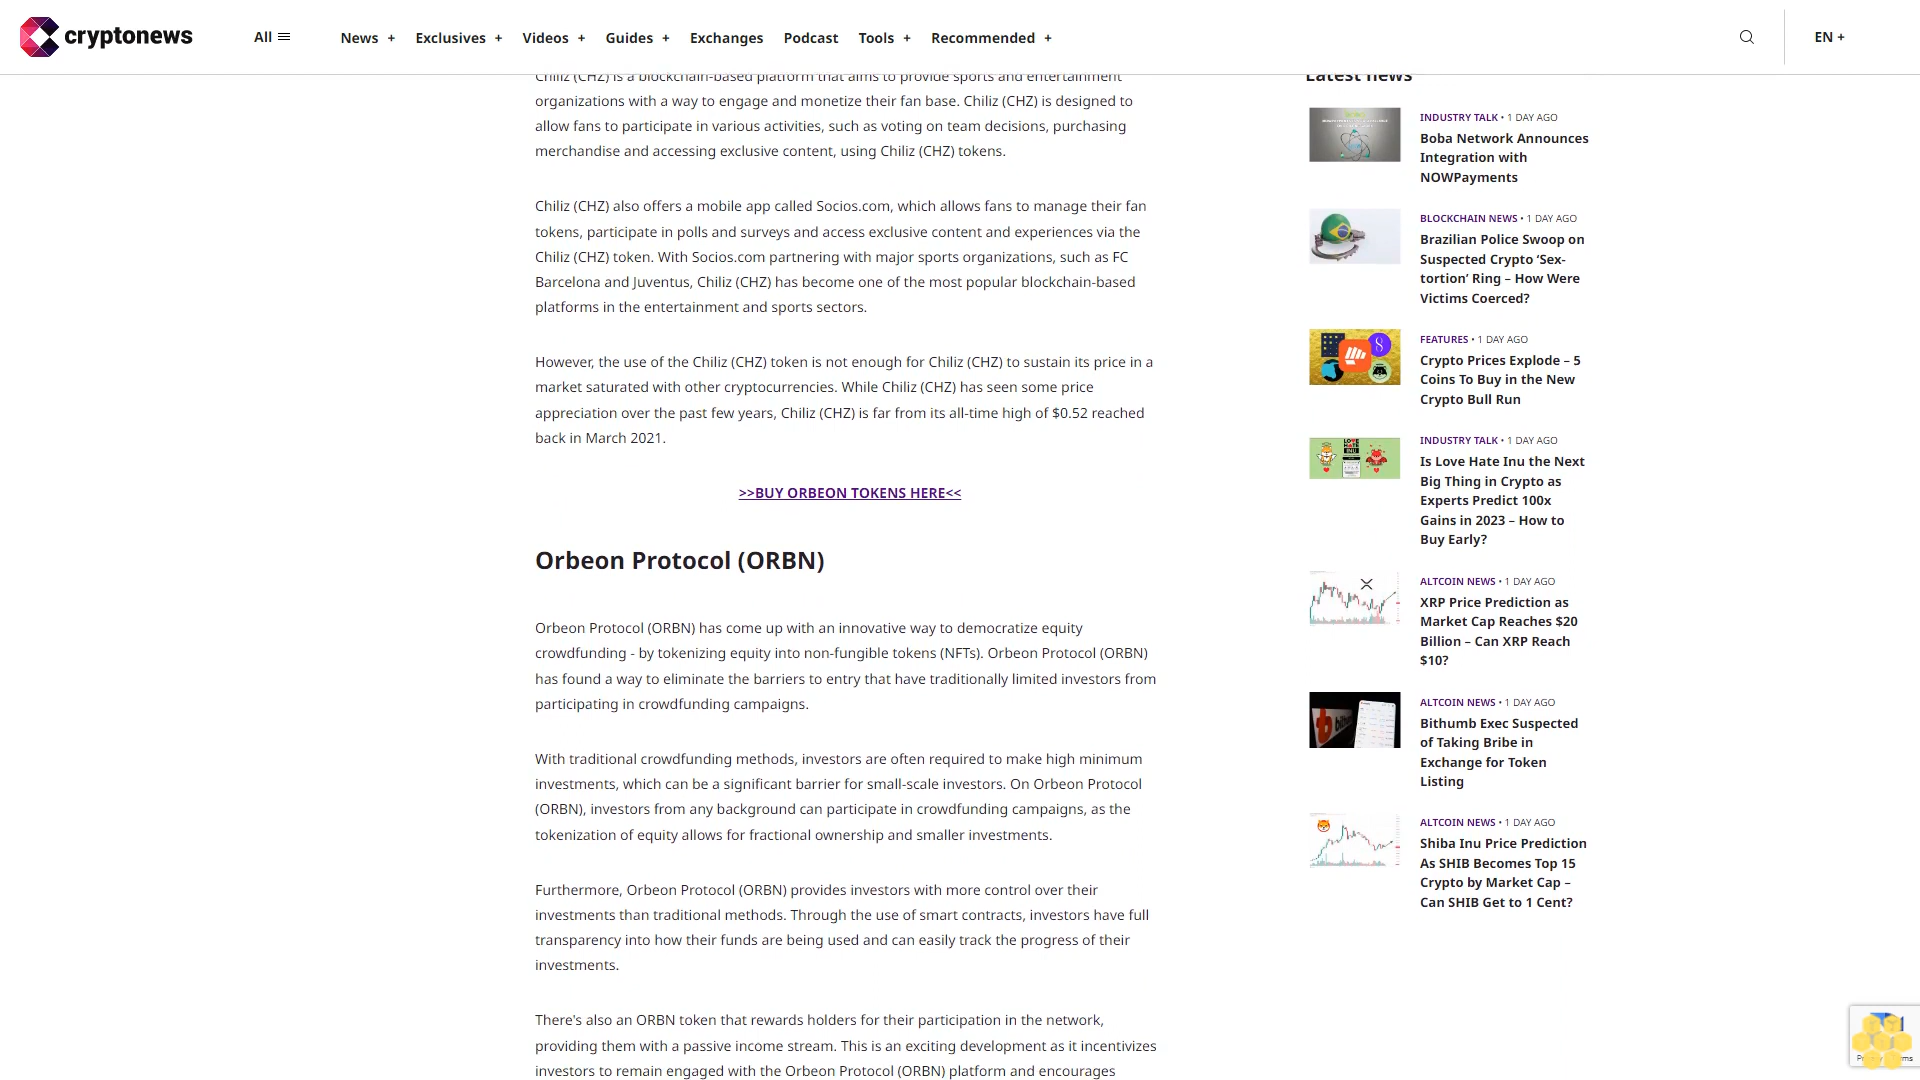 cryptonews
All
News +
Exclusives +
Videos +
Guides +
Exchanges
Podcast
Tools +
Recommended +
EN +
Chiliz (CHZ) is a blockchain-based platform that aims to provide sports and entertainment
organizations with a way to engage and monetize their fan base. Chiliz (CHZ) is designed to
allow fans to participate in various activities, such as voting on team decisions, purchasing
merchandise and accessing exclusive content, using Chiliz (CHZ) tokens.
Chiliz (CHZ) also offers a mobile app called Socios.com, which allows fans to manage their fan
tokens, participate in polls and surveys and access exclusive content and experiences via the
Chiliz (CHZ) token. With Socios.com partnering with major sports organizations, such as FC
Barcelona and Juventus, Chiliz (CHZ) has become one of the most popular blockchain-based
platforms in the entertainment and sports sectors.
However, the use of the Chiliz (CHZ) token is not enough for Chiliz (CHZ) to sustain its price in a
market saturated with other cryptocurrencies. While Chiliz (CHZ) has seen some price
appreciation over the past few years, Chiliz (CHZ) is far from its all-time high of $0.52 reached
back in March 2021.
>>BUY ORBEON TOKENS HERE<<
Orbeon Protocol (ORBN)
Orbeon Protocol (ORBN) has come up with an innovative way to democratize equity
crowdfunding - by tokenizing equity into non-fungible tokens (NFTs). Orbeon Protocol (ORBN)
has found a way to eliminate the barriers to entry that have traditionally limited investors from
participating in crowdfunding campaigns.
With traditional crowdfunding methods, investors are often required to make high minimum
investments, which can be a significant barrier for small-scale investors. On Orbeon Protocol
(ORBN), investors from any background can participate in crowdfunding campaigns, as the
tokenization of equity allows for fractional ownership and smaller investments.
Furthermore, Orbeon Protocol (ORBN) provides investors with more control over their
investments than traditional methods. Through the use of smart contracts, investors have full
transparency into how their funds are being used and can easily track the progress of their
investments.
There's also an ORBN token that rewards holders for their participation in the network,
providing them with a passive income stream. This is an exciting development as it incentivizes
investors to remain engaged with the Orbeon Protocol (ORBN) platform and encourages
Latest news
INDUSTRY TALK • 1 DAY AGO
Boba Network Announces
Integration with
NOWPayments
BLOCKCHAIN NEWS • 1 DAY AGO
Brazilian Police Swoop on
Suspected Crypto ‘Sex-
tortion’ Ring – How Were
Victims Coerced?
FEATURES • 1 DAY AGO
Crypto Prices Explode – 5
Coins To Buy in the New
Crypto Bull Run
LOVE
HATE
INU
INDUSTRY TALK • 1 DAY AGO
Is Love Hate Inu the Next
Big Thing in Crypto as
Experts Predict 100x
Gains in 2023 – How to
Buy Early?
ALTCOIN NEWS • 1 DAY AGO
XRP Price Prediction as
Market Cap Reaches $20
Billion – Can XRP Reach
$10?
ALTCOIN NEWS • 1 DAY AGO
Bithumb Exec Suspected
of Taking Bribe in
Exchange for Token
Listing
ALTCOIN NEWS • 1 DAY AGO
Shiba Inu Price Prediction
As SHIB Becomes Top 15
Crypto by Market Cap –
Can SHIB Get to 1 Cent?